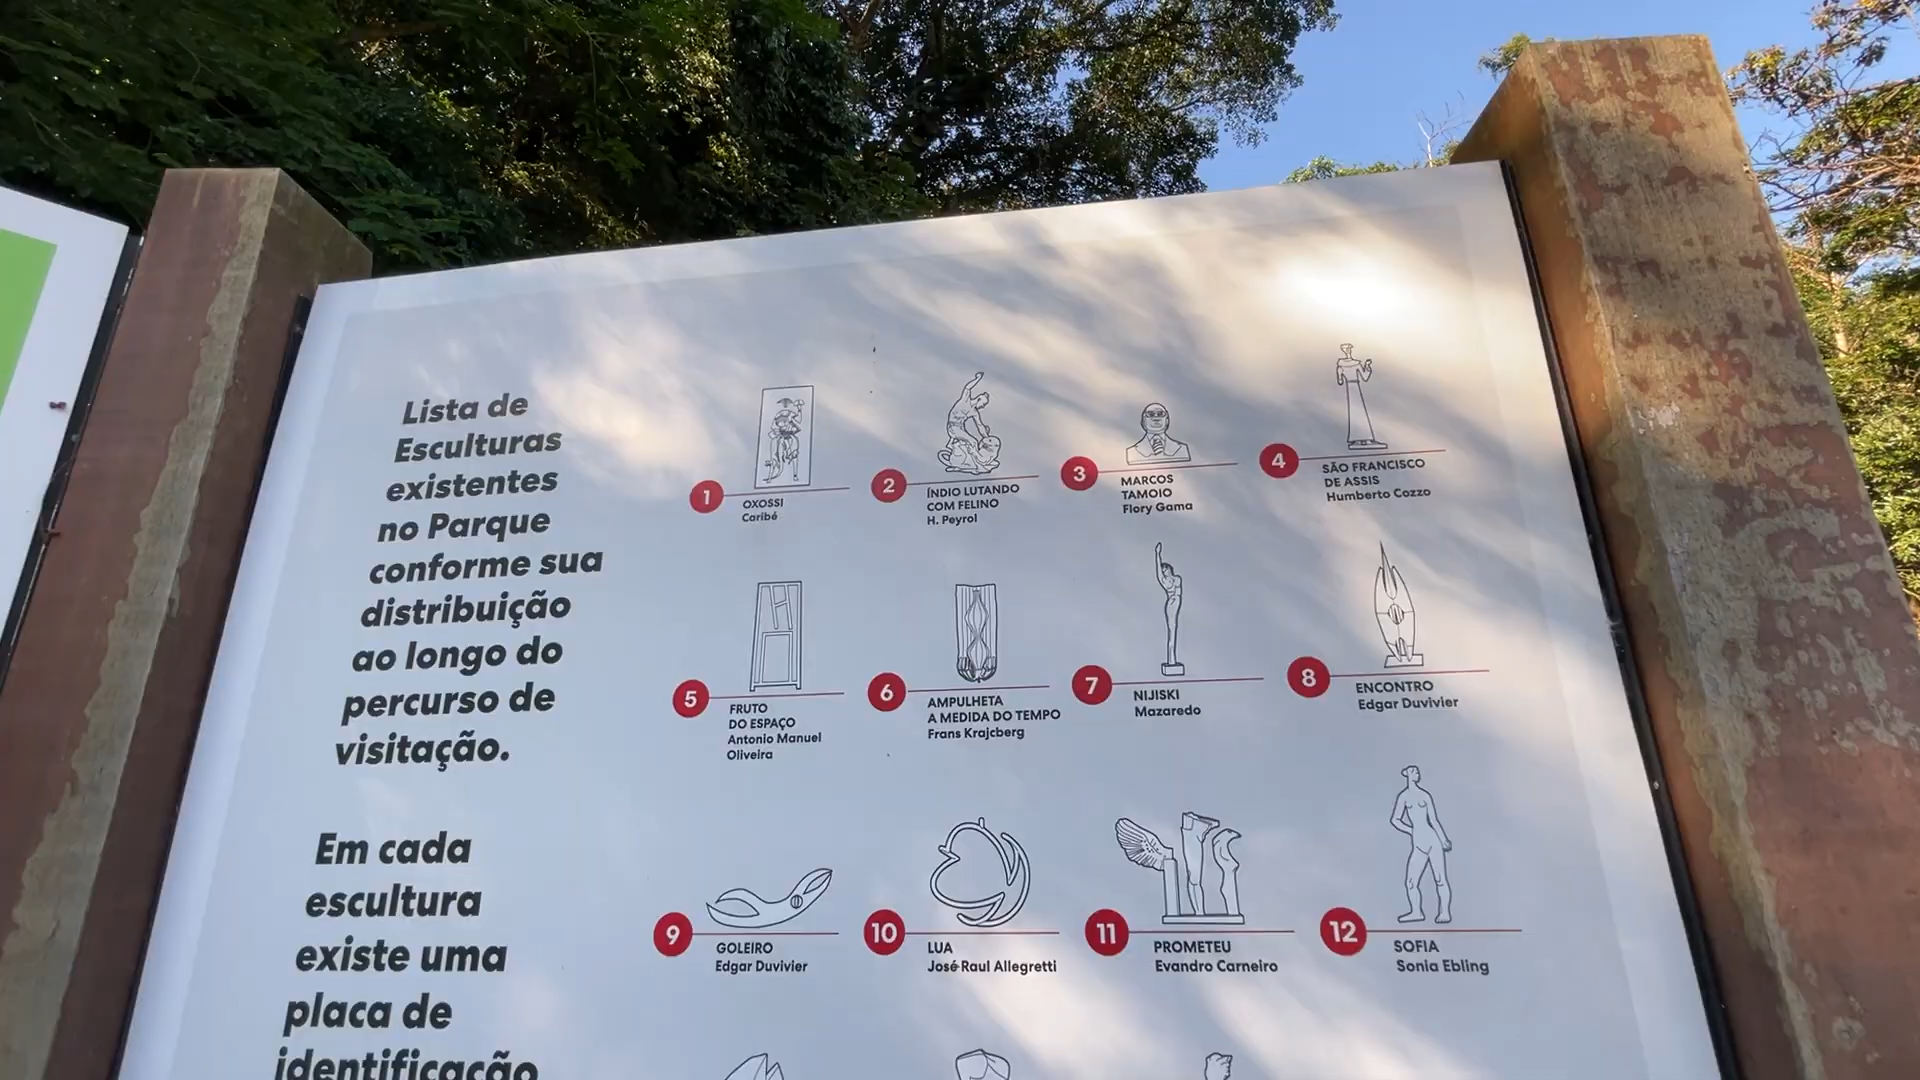 Lista de
Esculturas
existentes
no Parque
conforme sua
distribuição
ao longo do
percurso de
visitação.
Em cada
escultura
existe uma
placa de
identificação
1
OXOSSI
Caribé
2
ÍNDIO LUTANDO
COM FELINO
H. Peyrol
3
MARCOS
TAMOIO
Flory Gama
4
SÃO FRANCISCO
DE ASSIS
Humberto Cozzo
5
FRUTO
DO ESPAÇO
Antonio Manuel
Oliveira
6
AMPULHETA
A MEDIDA DO TEMPO
Frans Krajcberg
7
NIJISKI
Mazaredo
8
ENCONTRO
Edgar Duvivier
9
GOLEIRO
Edgar Duvivier
10
LUA
José Raul Allegretti
11
PROMETEU
Evandro Carneiro
12
SOFIA
Sonia Ebling